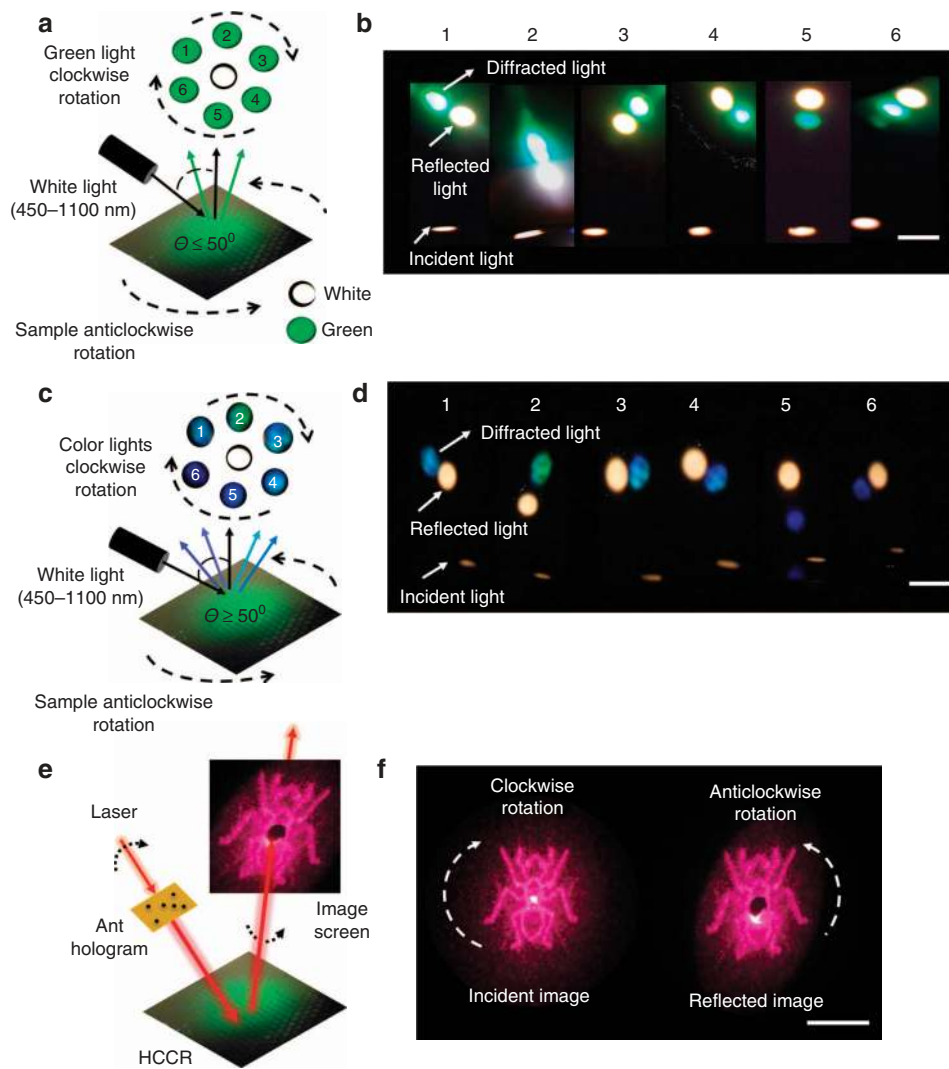 a
Green light
clockwise
rotation
1
2
3
4
5
6
White light
(450–1100 nm)
Θ ≤ 50⁰
White
Green
Sample anticlockwise
rotation
b
1 2 3 4 5 6
Diffracted light
Reflected
light
Incident light
c
Color lights
clockwise
rotation
1
2
3
4
5
6
White light
(450–1100 nm)
Θ ≥ 50⁰
Sample anticlockwise
rotation
d
1 2 3 4 5 6
Diffracted light
Reflected light
Incident light
e
Laser
Ant
hologram
Image
screen
HCCR
f
Clockwise
rotation
Anticlockwise
rotation
Incident image
Reflected image